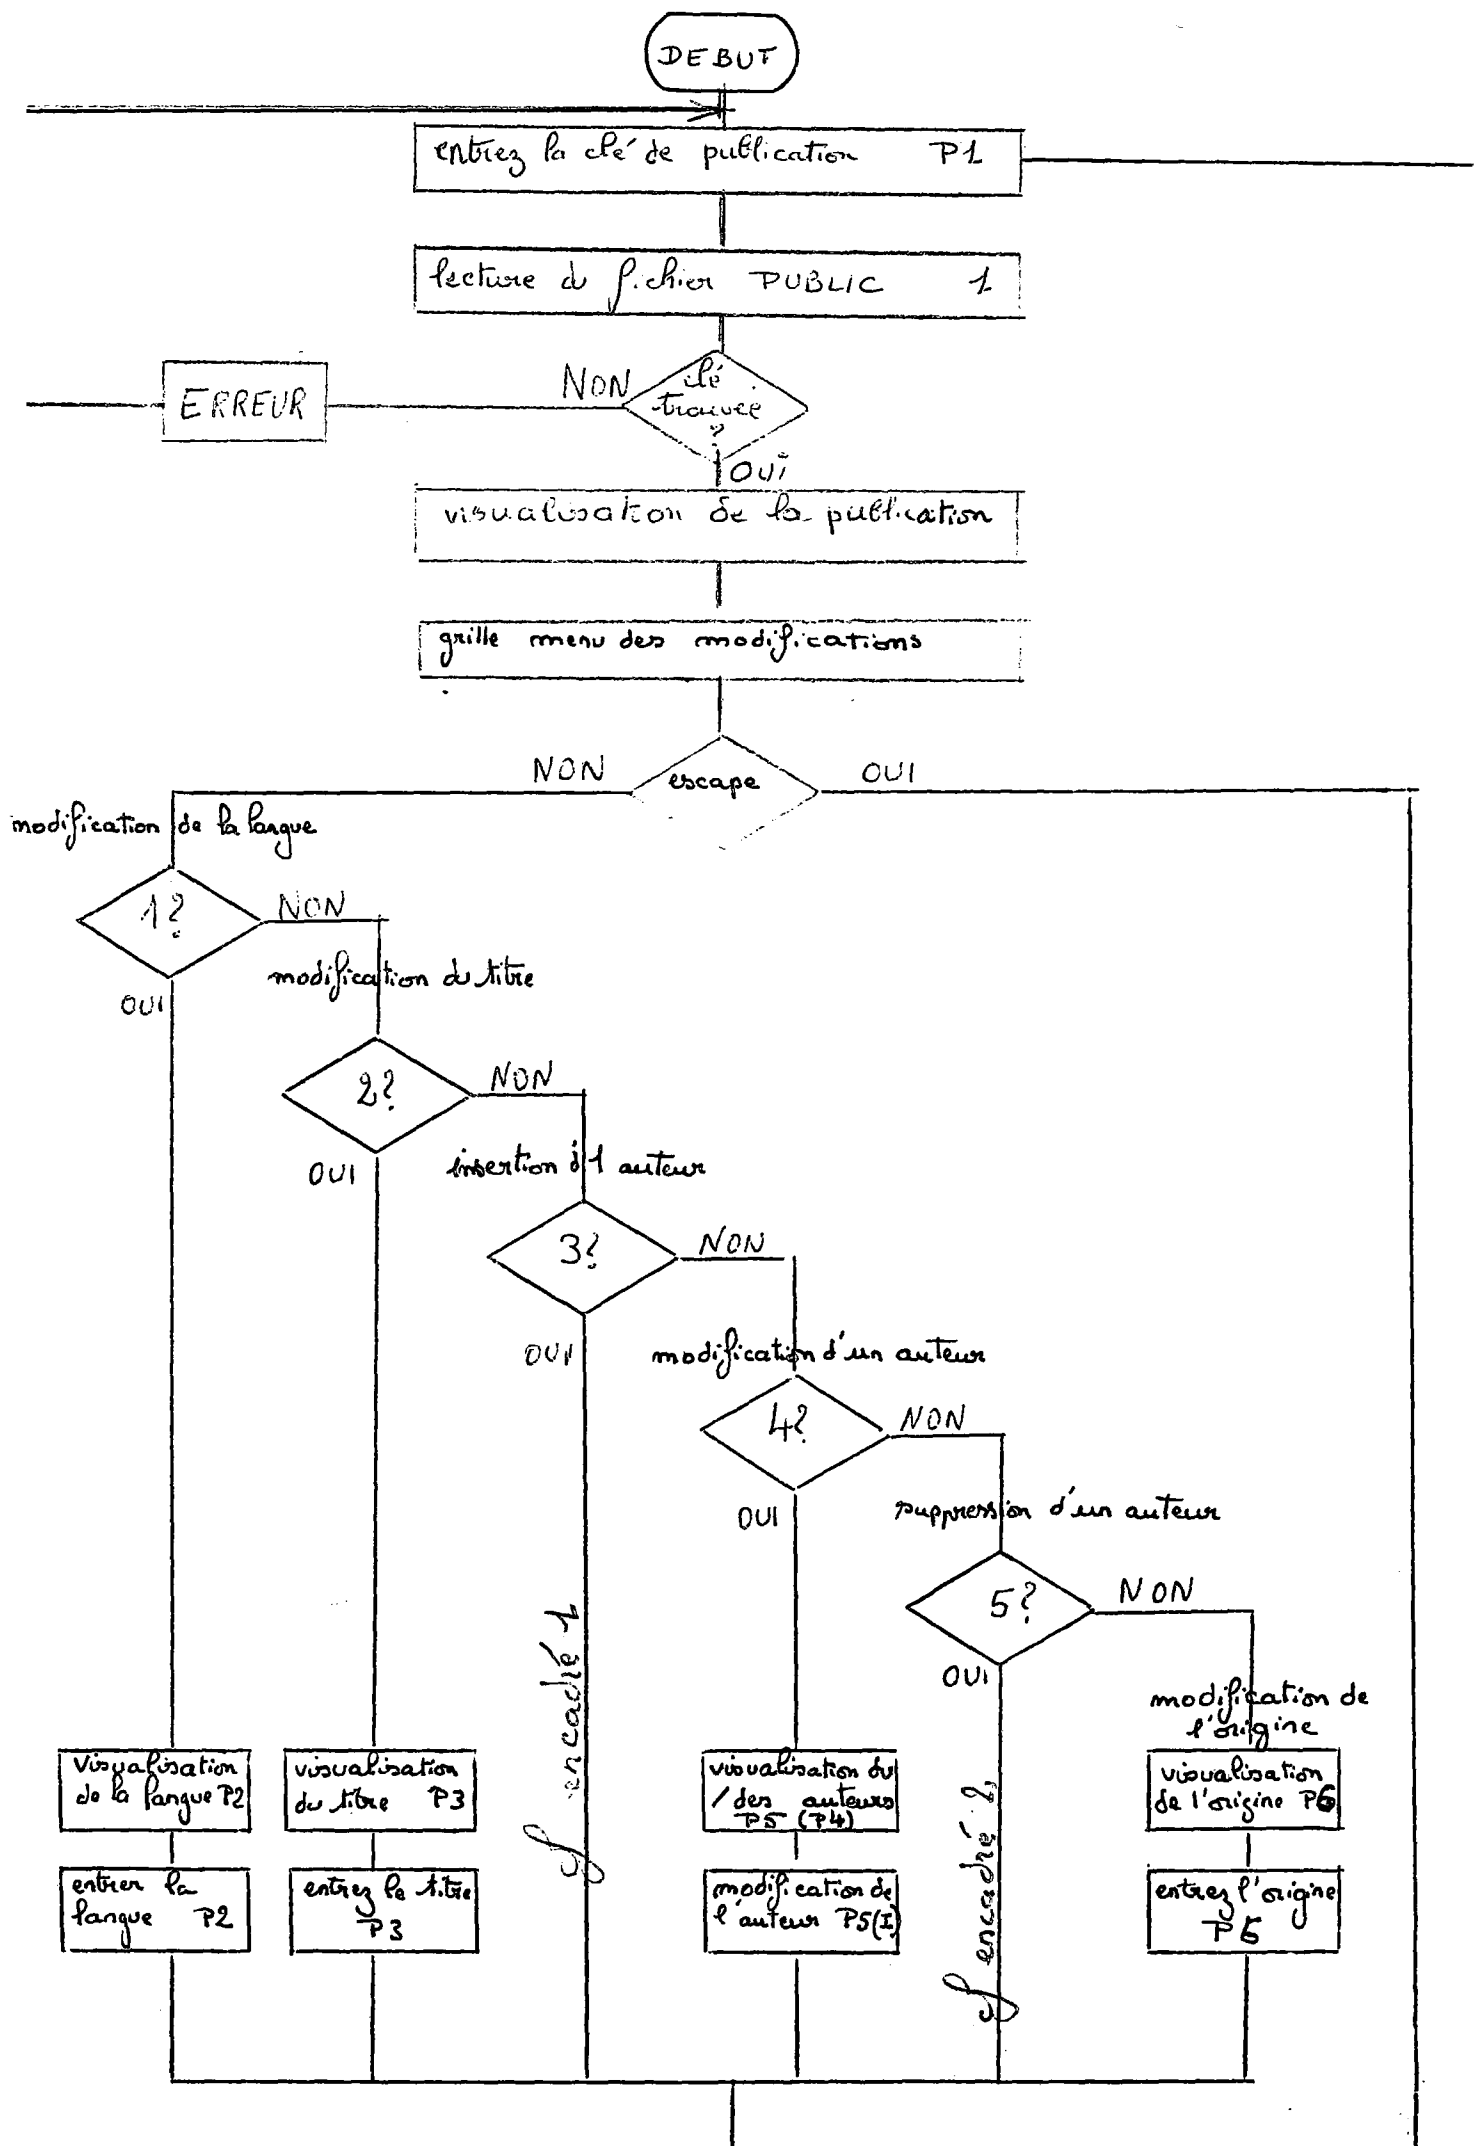 DEBUT
entrez la clé de publication P1
lecture du fichier PUBLIC 1
NON
clé
trouvée
?
ERREUR
OUI
visualisation de la publication
grille menu des modifications
NON
escape
OUI
modification de la langue
1?
NON
OUI
modification du titre
2?
NON
OUI
insertion d'1 auteur
3?
NON
OUI
modification d'un auteur
4?
NON
OUI
suppression d'un auteur
5?
NON
OUI
modification de
l'origine
encadré 1
encadré 2
visualisation
de la langue P2
visualisation
du titre P3
visualisation du
/ des auteurs
P5 (P4)
visualisation
de l'origine P6
entrer la
langue P2
entrez le titre
P3
modification de
l'auteur P5(I)
entrez l'origine